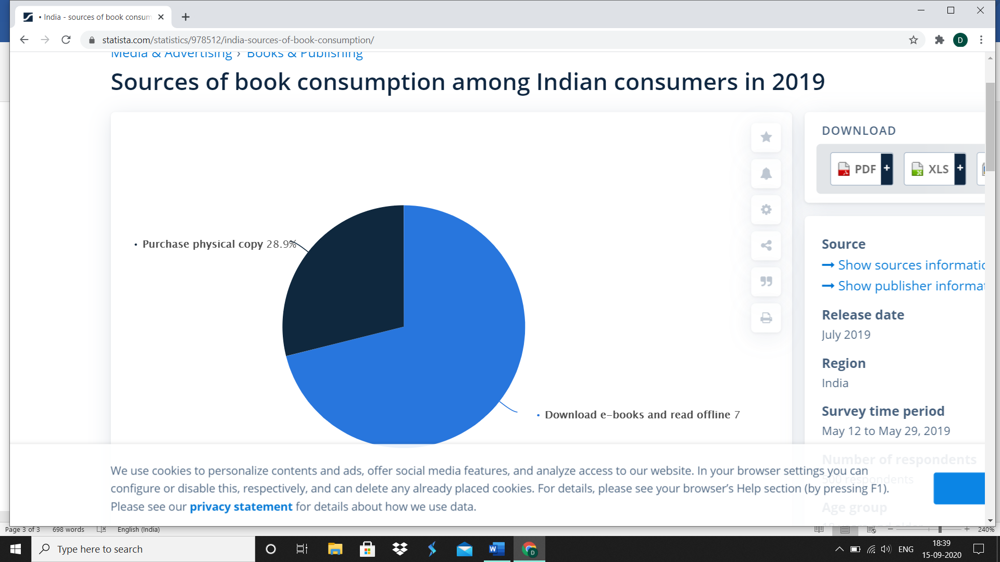 • India - sources of book consum
statista.com/statistics/978512/india-sources-of-book-consumption/
D
Media & Advertising › Books & Publishing
Sources of book consumption among Indian consumers in 2019
• Purchase physical copy 28.9%
• Download e-books and read offline 7
DOWNLOAD
PDF +
XLS +
Source
→ Show sources informatio
→ Show publisher informat
Release date
July 2019
Region
India
Survey time period
May 12 to May 29, 2019
Number of respondents
500 respondents
Age group
We use cookies to personalize contents and ads, offer social media features, and analyze access to our website. In your browser settings you can
configure or disable this, respectively, and can delete any already placed cookies. For details, please see your browser's Help section (by pressing F1).
Please see our privacy statement for details about how we use data.
Page 3 of 3 698 words English (India)
240%
Type here to search
W
D
ENG
18:39
15-09-2020